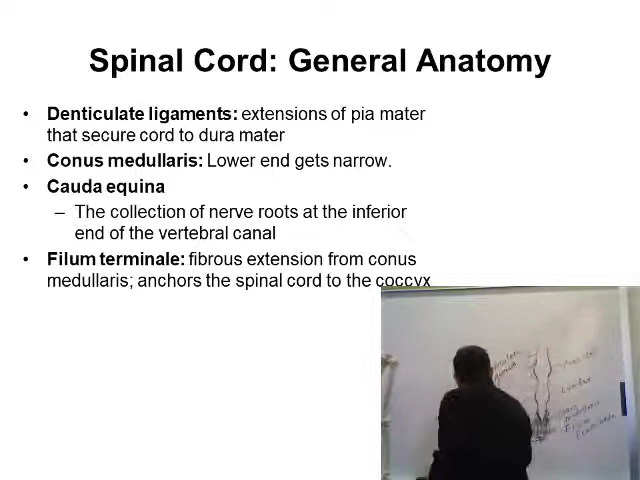 Spinal Cord: General Anatomy
• Denticulate ligaments: extensions of pia mater
that secure cord to dura mater
• Conus medullaris: Lower end gets narrow.
• Cauda equina
– The collection of nerve roots at the inferior
end of the vertebral canal
• Filum terminale: fibrous extension from conus
medullaris; anchors the spinal cord to the coccyx
Lumbar